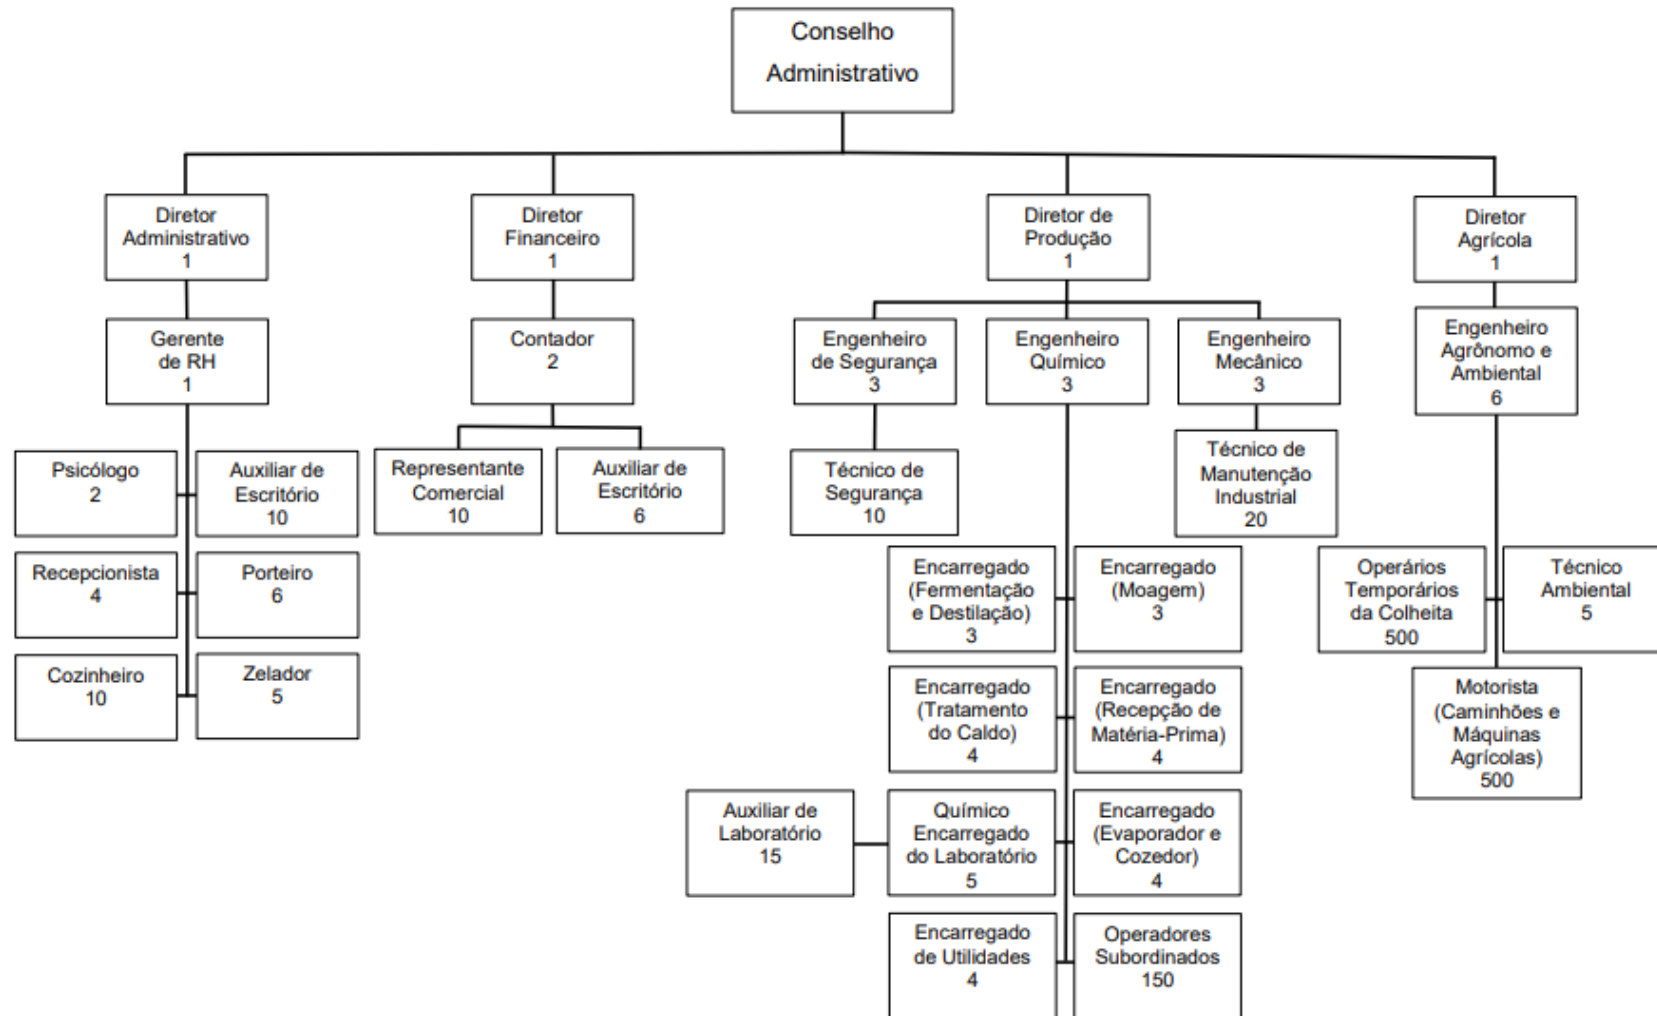 Conselho
Administrativo
Diretor
Administrativo
1
Diretor
Financeiro
1
Diretor de
Produção
1
Diretor
Agrícola
1
Gerente
de RH
1
Contador
2
Engenheiro
de Segurança
3
Engenheiro
Químico
3
Engenheiro
Mecânico
3
Engenheiro
Agrônomo e
Ambiental
6
Psicólogo
2
Auxiliar de
Escritório
10
Representante
Comercial
10
Auxiliar de
Escritório
6
Técnico de
Segurança
10
Técnico de
Manutenção
Industrial
20
Recepcionista
4
Porteiro
6
Encarregado
(Fermentação
e Destilação)
3
Encarregado
(Moagem)
3
Operários
Temporários
da Colheita
500
Técnico
Ambiental
5
Cozinheiro
10
Zelador
5
Encarregado
(Tratamento
do Caldo)
4
Encarregado
(Recepção de
Matéria-Prima)
4
Motorista
(Caminhões e
Máquinas
Agrícolas)
500
Auxiliar de
Laboratório
15
Químico
Encarregado
do Laboratório
5
Encarregado
(Evaporador e
Cozedor)
4
Encarregado
de Utilidades
4
Operadores
Subordinados
150